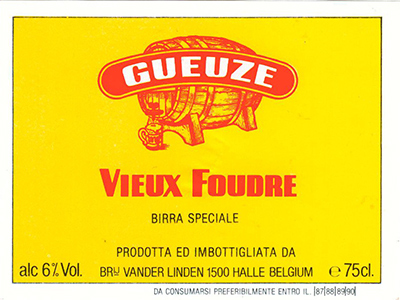 GUEUZE
VIEUX FOUDRE
BIRRA SPECIALE
PRODOTTA ED IMBOTTIGLIATA DA
alc 6% Vol. BRIJ VANDER LINDEN 1500 HALLE BELGIUM e 75cl.
DA CONSUMARSI PREFERIBILMENTE ENTRO IL.. |87|88|89|90|